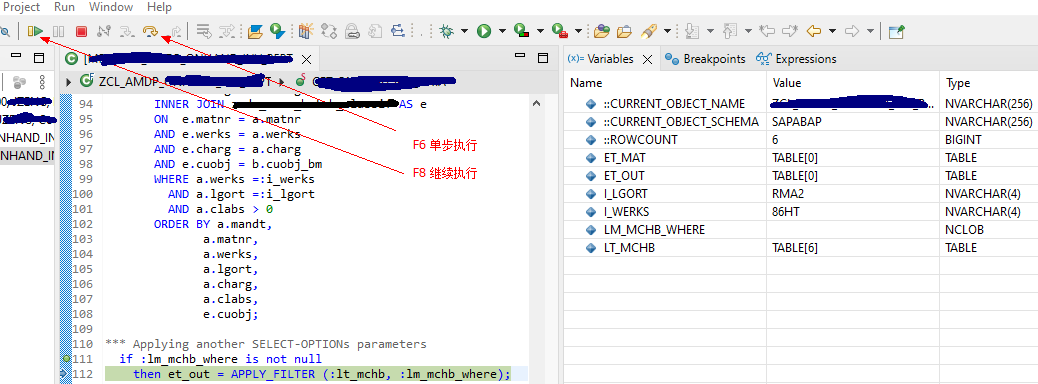 Project Run Window Help
ZCL_AMDP_
NHAND_IN
NHAND_IN
94 INNER JOIN AS e
95 ON e.matnr = a.matnr
96 AND e.werks = a.werks
97 AND e.charg = a.charg
98 AND e.cuobj = b.cuobj_bm
99 WHERE a.werks =:i_werks
100 AND a.lgort =:i_lgort
101 AND a.clabs > 0
102 ORDER BY a.mandt,
103 a.matnr,
104 a.werks,
105 a.lgort,
106 a.charg,
107 a.clabs,
108 e.cuobj;
109
110 *** Applying another SELECT-OPTIONs parameters
111 if :lm_mchb_where is not null
112 then et_out = APPLY_FILTER (:lt_mchb, :lm_mchb_where);
F6 单步执行
F8 继续执行
(x)= Variables Breakpoints Expressions
Name Value Type
::CURRENT_OBJECT_NAME NVARCHAR(256)
::CURRENT_OBJECT_SCHEMA SAPABAP NVARCHAR(256)
::ROWCOUNT 6 BIGINT
ET_MAT TABLE[0] TABLE
ET_OUT TABLE[0] TABLE
I_LGORT RMA2 NVARCHAR(4)
I_WERKS 86HT NVARCHAR(4)
LM_MCHB_WHERE NCLOB
LT_MCHB TABLE[6] TABLE